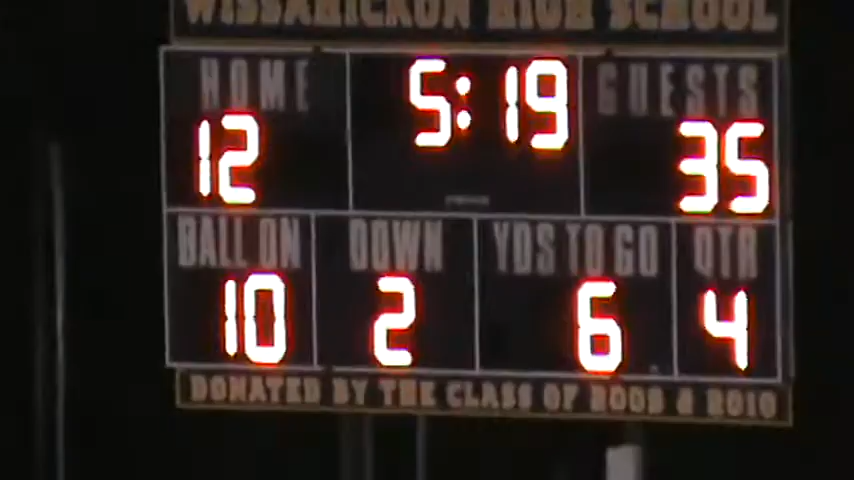 WISSAHICKON HIGH SCHOOL
HOME 5:19 GUESTS
12 35
BALL ON DOWN YDS TO GO QTR
10 2 6 4
DONATED BY THE CLASS OF 2008 & 2010